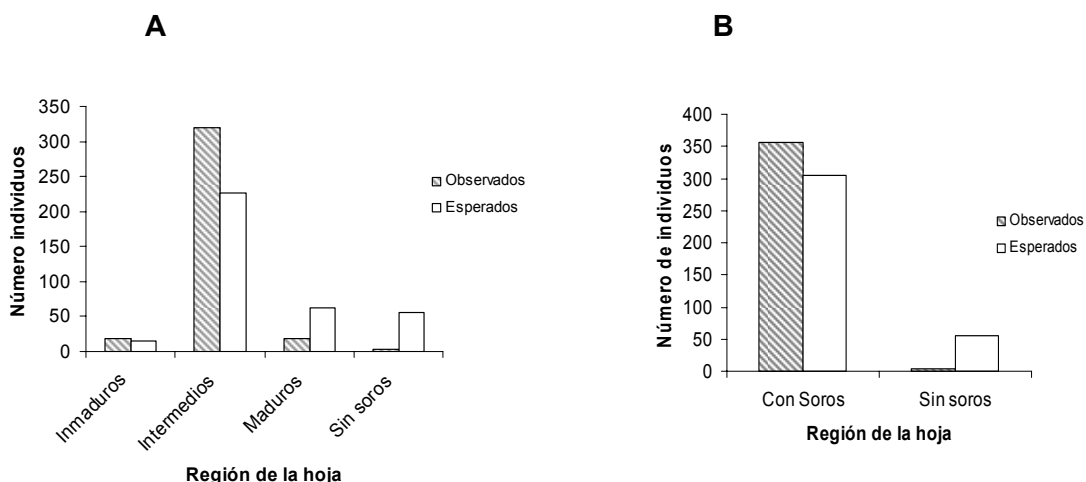 A
350
300
250
200
150
100
50
0
Número individuos
Inmaduros
Intermedios
Maduros
Sin soros
Región de la hoja
Observados
Esperados
B
400
350
300
250
200
150
100
50
0
Número de individuos
Con Soros
Sin soros
Región de la hoja
Observados
Esperados